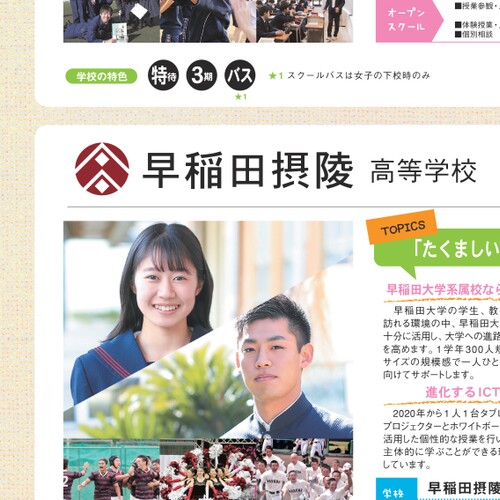 オープン
スクール
■授業参観・
■体験授業・
■個別相談
学校の特色
特待
3期
バス
★1 スクールバスは女子の下校時のみ
★1
早稲田摂陵 高等学校
TOPICS
「たくましい
早稲田大学系属校なら
早稲田大学の学生、教
訪れる環境の中、早稲田大
十分に活用し、大学への進路
を高めます。1学年300人規
サイズの規模感で一人ひと
向けてサポートします。
進化するICT
2020年から1人1台タブレ
プロジェクターとホワイトボー
活用した個性的な授業を行い
主体的に学ぶことができる
しています。
学校
早稲田摂陵